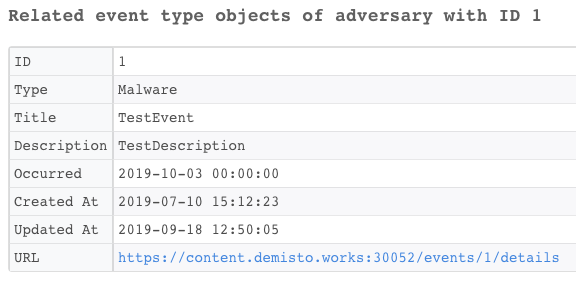 Related event type objects of adversary with ID 1
ID 1
Type Malware
Title TestEvent
Description TestDescription
Occurred 2019-10-03 00:00:00
Created At 2019-07-10 15:12:23
Updated At 2019-09-18 12:50:05
URL https://content.demisto.works:30052/events/1/details